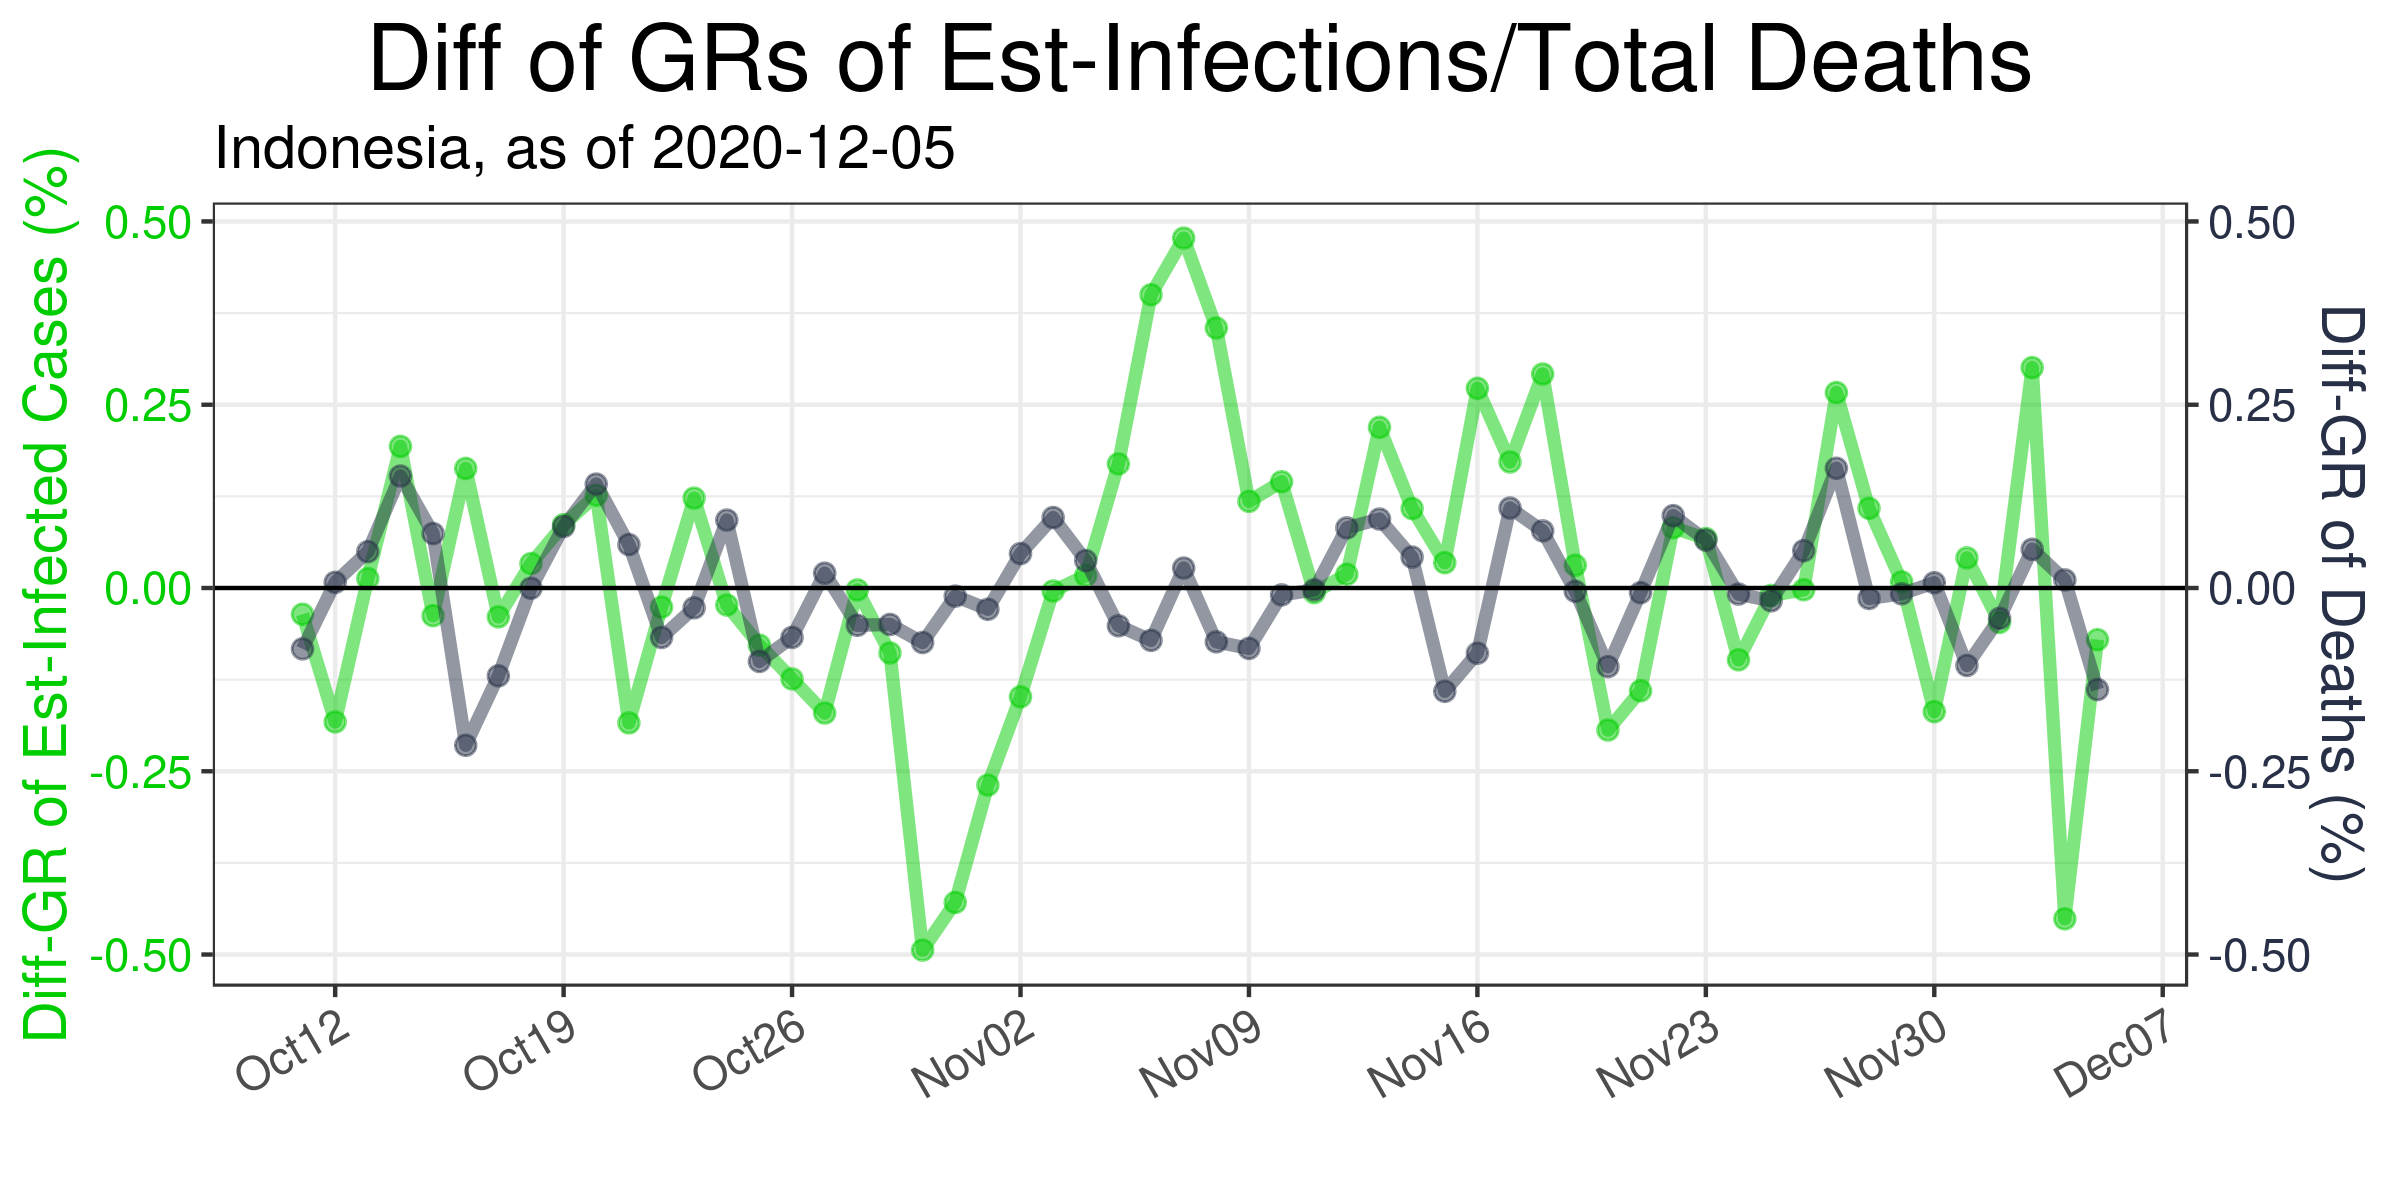 Diff of GRs of Est-Infections/Total Deaths
Indonesia, as of 2020-12-05
Diff-GR of Est-Infected Cases (%)
0.50
0.25
0.00
-0.25
-0.50
0.50
0.25
0.00
-0.25
-0.50
Diff-GR of Deaths (%)
Oct12
Oct19
Oct26
Nov02
Nov09
Nov16
Nov23
Nov30
Dec07